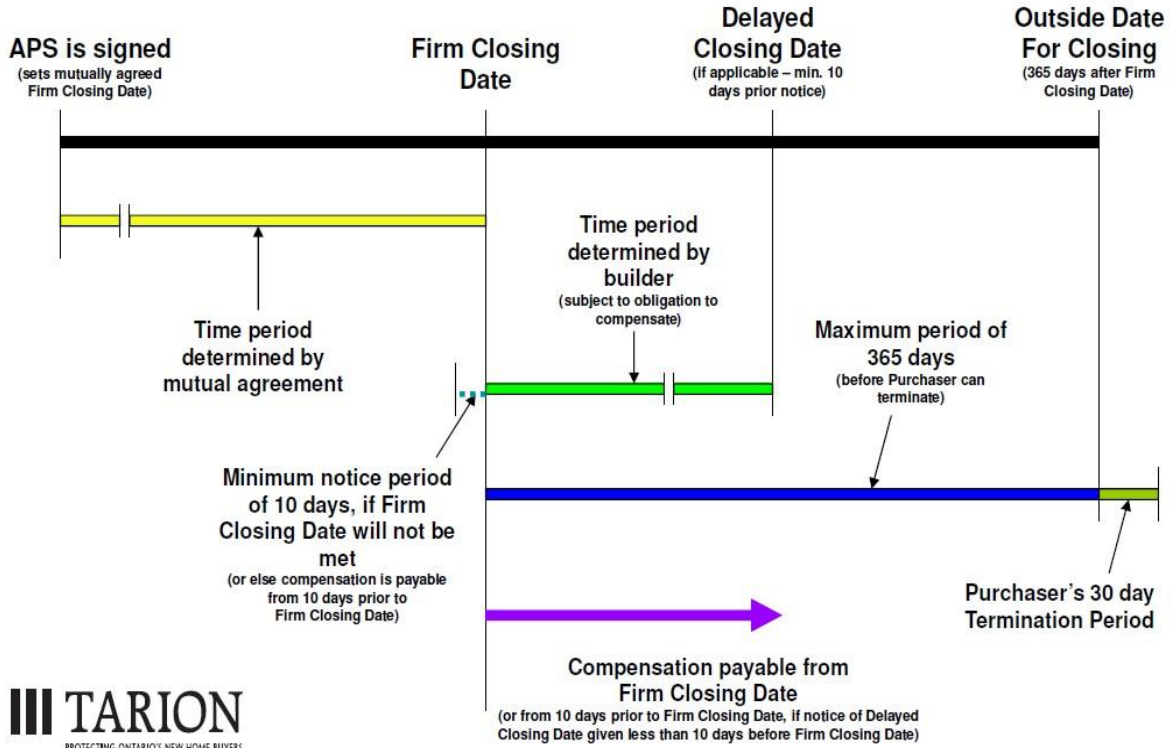 APS is signed
(sets mutually agreed
Firm Closing Date)
Firm Closing
Date
Delayed
Closing Date
(if applicable – min. 10
days prior notice)
Outside Date
For Closing
(365 days after Firm
Closing Date)
Time period
determined by
mutual agreement
Time period
determined by
builder
(subject to obligation to
compensate)
Maximum period of
365 days
(before Purchaser can
terminate)
Minimum notice period
of 10 days, if Firm
Closing Date will not be
met
(or else compensation is payable
from 10 days prior to
Firm Closing Date)
Purchaser's 30 day
Termination Period
Compensation payable from
Firm Closing Date
(or from 10 days prior to Firm Closing Date, if notice of Delayed
Closing Date given less than 10 days before Firm Closing Date)
TARION
PROTECTING ONTARIO'S NEW HOME BUYERS